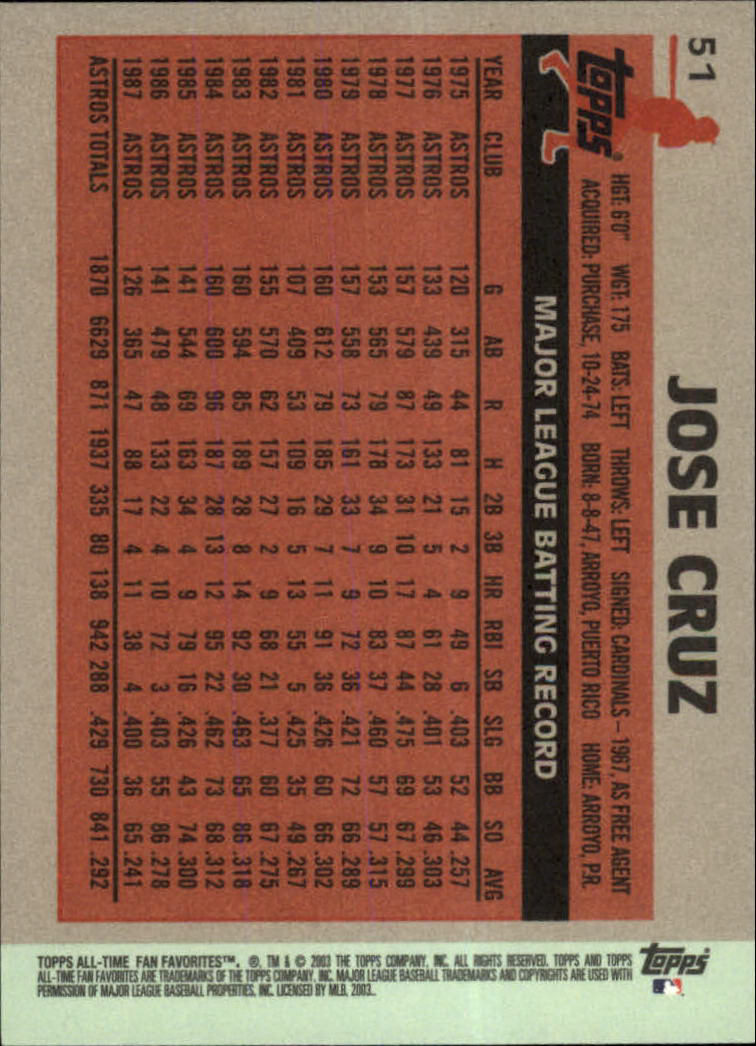 51
JOSE CRUZ
topps
HGT: 6'0" WGT: 175 BATS: LEFT THROWS: LEFT SIGNED: CARDINALS – 1967, AS FREE AGENT
ACQUIRED: PURCHASE, 10-24-74 BORN: 8-8-47, ARROYO, PUERTO RICO HOME: ARROYO, P.R.
MAJOR LEAGUE BATTING RECORD
YEAR CLUB G AB R H 2B 3B HR RBI SB SLG BB SO AVG
1975 ASTROS 120 315 44 81 15 2 9 49 6 .403 52 44 .257
1976 ASTROS 133 439 49 133 21 5 4 61 28 .401 53 46 .303
1977 ASTROS 157 579 87 173 31 10 17 87 44 .475 69 67 .299
1978 ASTROS 153 565 79 178 34 9 10 83 37 .460 57 57 .315
1979 ASTROS 157 558 73 161 33 7 9 72 36 .421 72 66 .289
1980 ASTROS 160 612 79 185 29 7 11 91 36 .426 60 66 .302
1981 ASTROS 107 409 53 109 16 5 13 55 5 .425 35 49 .267
1982 ASTROS 155 570 62 157 27 2 9 68 21 .377 60 67 .275
1983 ASTROS 160 594 85 189 28 8 14 92 30 .463 65 86 .318
1984 ASTROS 160 600 96 187 28 13 12 95 22 .462 73 68 .312
1985 ASTROS 141 544 69 163 34 4 9 79 16 .426 43 74 .300
1986 ASTROS 141 479 48 133 22 4 10 72 3 .403 55 86 .278
1987 ASTROS 126 365 47 88 17 4 11 38 4 .400 36 65 .241
ASTROS TOTALS 1870 6629 871 1937 335 80 138 942 288 .429 730 841 .292
topps
TOPPS ALL-TIME FAN FAVORITES™. ®, TM & © 2003 THE TOPPS COMPANY, INC. ALL RIGHTS RESERVED. TOPPS AND TOPPS
ALL-TIME FAN FAVORITES ARE TRADEMARKS OF THE TOPPS COMPANY, INC. MAJOR LEAGUE BASEBALL TRADEMARKS AND COPYRIGHTS ARE USED WITH
PERMISSION OF MAJOR LEAGUE BASEBALL PROPERTIES, INC. LICENSED BY MLB, 2003.